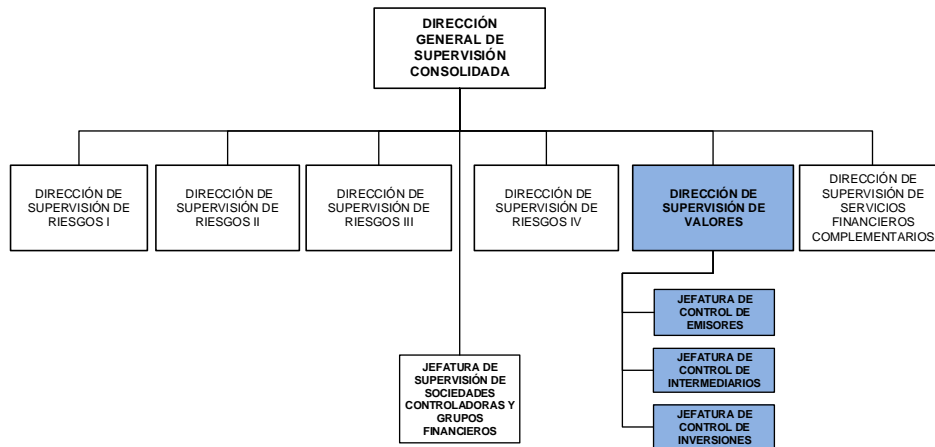 DIRECCIÓN
GENERAL DE
SUPERVISIÓN
CONSOLIDADA
DIRECCIÓN DE
SUPERVISIÓN DE
RIESGOS I
DIRECCIÓN DE
SUPERVISIÓN DE
RIESGOS II
DIRECCIÓN DE
SUPERVISIÓN DE
RIESGOS III
DIRECCIÓN DE
SUPERVISIÓN DE
RIESGOS IV
DIRECCIÓN DE
SUPERVISIÓN DE
VALORES
DIRECCIÓN DE
SUPERVISIÓN DE
SERVICIOS
FINANCIEROS
COMPLEMENTARIOS
JEFATURA DE
CONTROL DE
EMISORES
JEFATURA DE
CONTROL DE
INTERMEDIARIOS
JEFATURA DE
CONTROL DE
INVERSIONES
JEFATURA DE
SUPERVISIÓN DE
SOCIEDADES
CONTROLADORAS Y
GRUPOS
FINANCIEROS